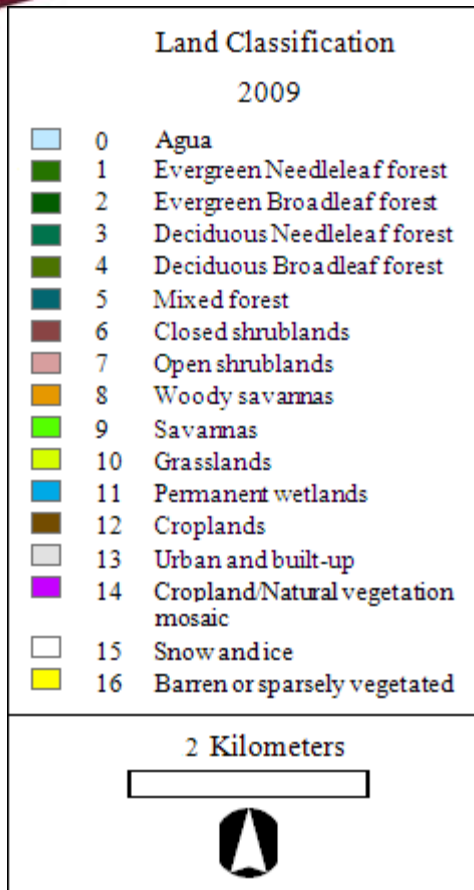 Land Classification
2009
0 Agua
1 Evergreen Needleleaf forest
2 Evergreen Broadleaf forest
3 Deciduous Needleleaf forest
4 Deciduous Broadleaf forest
5 Mixed forest
6 Closed shrublands
7 Open shrublands
8 Woody savannas
9 Savannas
10 Grasslands
11 Permanent wetlands
12 Croplands
13 Urban and built-up
14 Cropland/Natural vegetation
mosaic
15 Snow and ice
16 Barren or sparsely vegetated
2 Kilometers